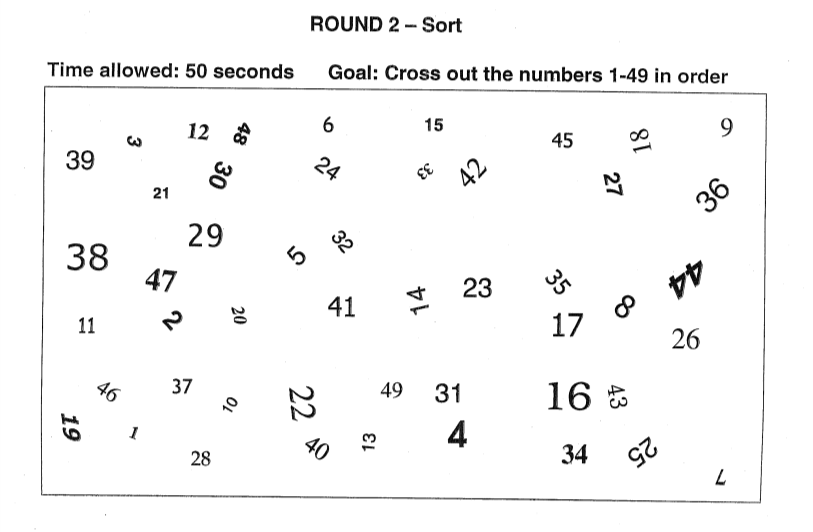 ROUND 2 – Sort
Time allowed: 50 seconds Goal: Cross out the numbers 1-49 in order
12 48 6 15 9
3 45 18
39 30 24 33 42 27 36
21
29 5 32
38 47 23 35 44
11 2 20 41 14 17 8 26
46 37 10 22 49 31 16 43
19 1 4
28 40 13 34 25
7